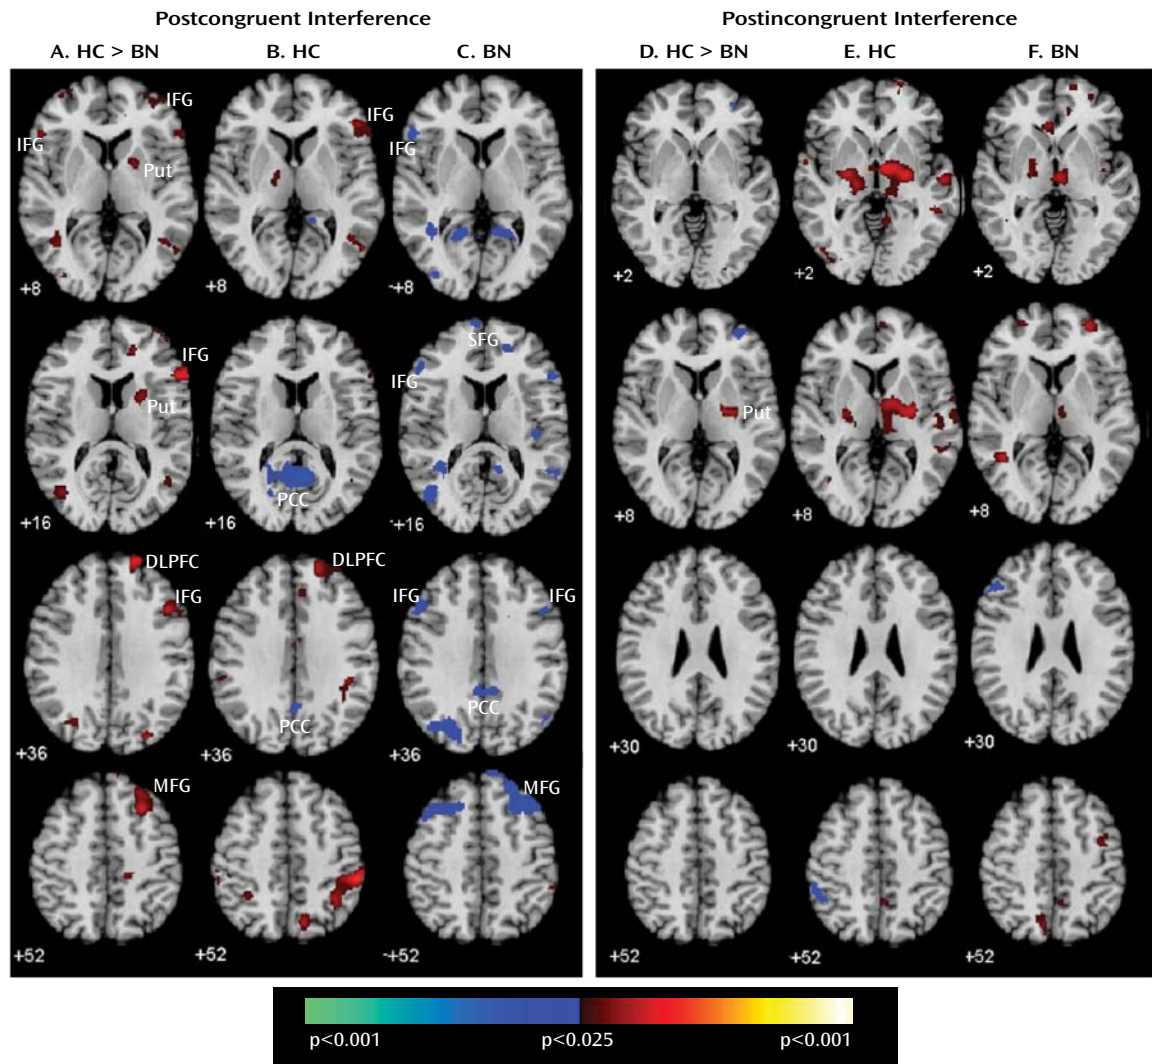 Postcongruent Interference
Postincongruent Interference
A. HC > BN
B. HC
C. BN
D. HC > BN
E. HC
F. BN
IFG
IFG
Put
+8
IFG
+8
IFG
-+8
+2
+2
+2
IFG
Put
+16
PCC
+16
SFG
IFG
-+16
Put
+8
+8
+8
DLPFC
IFG
+36
DLPFC
PCC
+36
IFG
IFG
PCC
+36
+30
+30
+30
MFG
+52
+52
MFG
-+52
+52
+52
+52
p<0.001
p<0.025
p<0.001